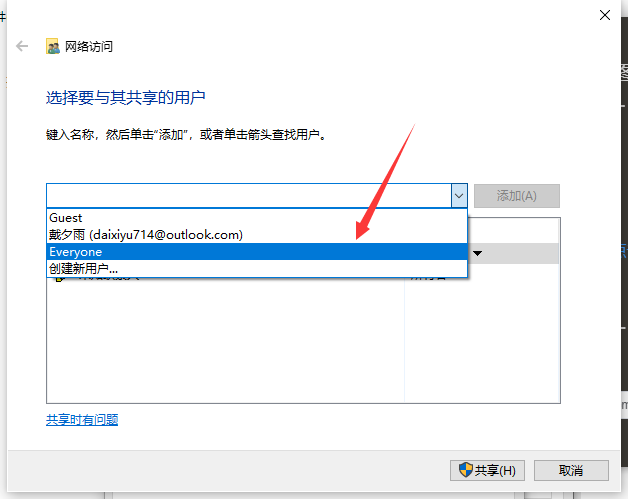 网络访问
选择要与其共享的用户
键入名称，然后单击“添加”，或者单击箭头查找用户。
添加(A)
Guest
戴夕雨 (daixiyu714@outlook.com)
Everyone
创建新用户...
共享时有问题
共享(H)
取消